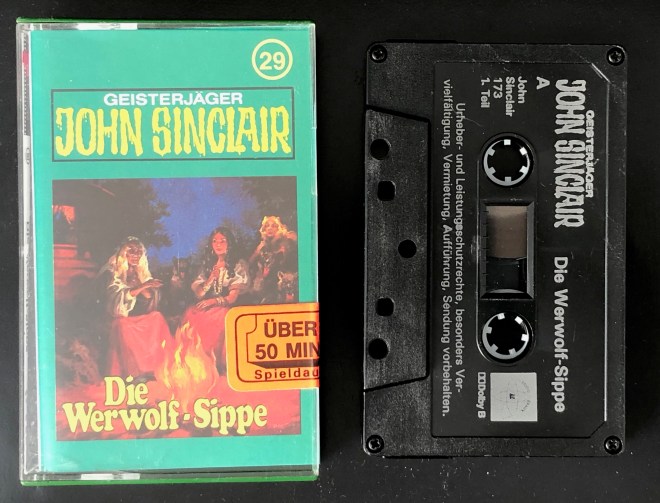 29
GEISTERJÄGER
JOHN SINCLAIR
ÜBER
50 MIN
Spieldau
Die
Werwolf-Sippe
GEISTERJÄGER
JOHN SINCLAIR
Die Werwolf-Sippe
A
John
Sinclair
173
1. Teil
Dolby B
Urheber- und Leistungsschutzrechte, besonders Ver-
vielfältigung, Vermietung, Aufführung, Sendung vorbehalten.